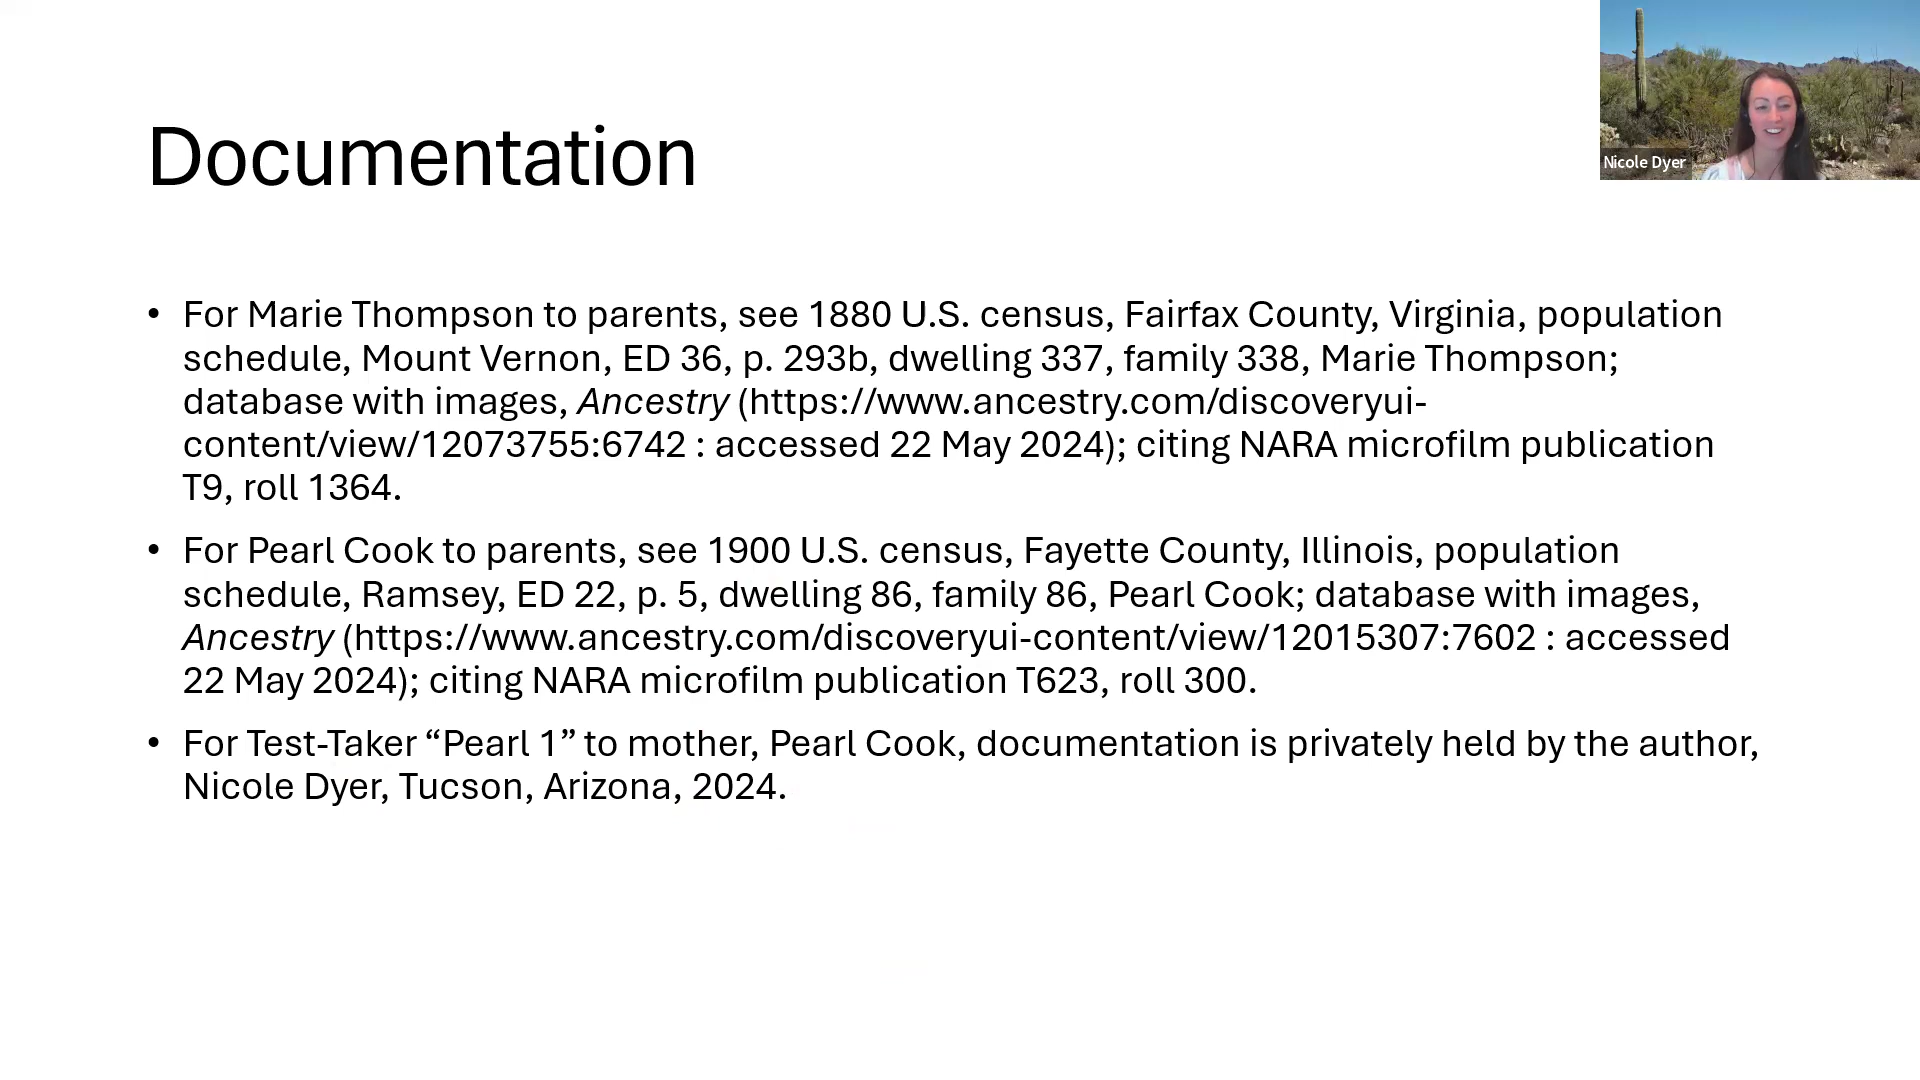 Documentation
Nicole Dyer
• For Marie Thompson to parents, see 1880 U.S. census, Fairfax County, Virginia, population
schedule, Mount Vernon, ED 36, p. 293b, dwelling 337, family 338, Marie Thompson;
database with images, Ancestry (https://www.ancestry.com/discoveryui-
content/view/12073755:6742 : accessed 22 May 2024); citing NARA microfilm publication
T9, roll 1364.
• For Pearl Cook to parents, see 1900 U.S. census, Fayette County, Illinois, population
schedule, Ramsey, ED 22, p. 5, dwelling 86, family 86, Pearl Cook; database with images,
Ancestry (https://www.ancestry.com/discoveryui-content/view/12015307:7602 : accessed
22 May 2024); citing NARA microfilm publication T623, roll 300.
• For Test-Taker “Pearl 1” to mother, Pearl Cook, documentation is privately held by the author,
Nicole Dyer, Tucson, Arizona, 2024.